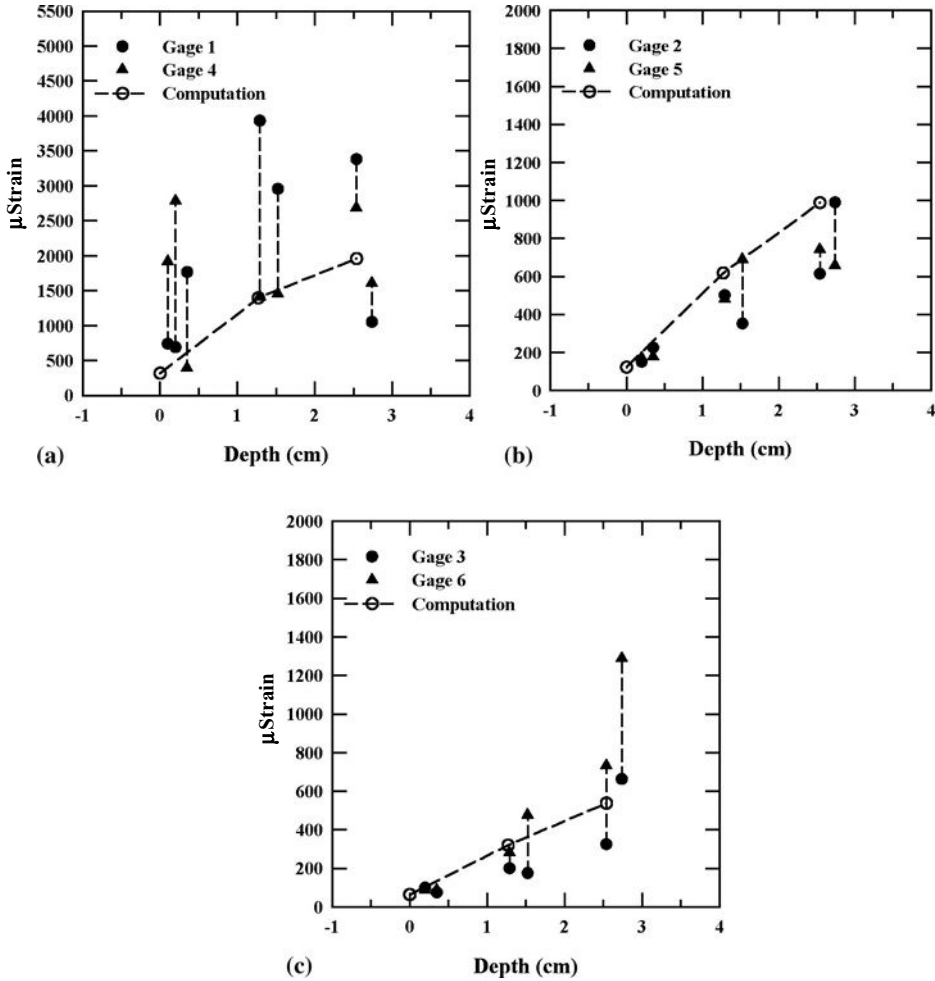 5500
Gage 1
5000
Gage 4
4500
Computation
4000
3500
3000
2500
2000
1500
1000
500
0
μStrain
-1 0 1 2 3 4
(a)
Depth (cm)
2000
Gage 2
1800
Gage 5
1600
Computation
1400
1200
1000
800
600
400
200
0
μStrain
-1 0 1 2 3 4
(b)
Depth (cm)
2000
Gage 3
1800
Gage 6
1600
Computation
1400
1200
1000
800
600
400
200
0
μStrain
-1 0 1 2 3 4
(c)
Depth (cm)